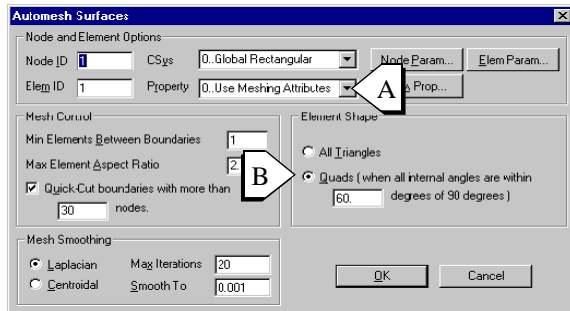 Automesh Surfaces
Node and Element Options
Node ID 1 CSys 0..Global Rectangular Node Param... Elem Param...
Elem ID 1 Property 0..Use Meshing Attributes A Prop...
Mesh Control
Min Elements Between Boundaries 1
Max Element Aspect Ratio 2.
Quick-Cut boundaries with more than
30 nodes.
B
Element Shape
All Triangles
Quads (when all internal angles are within
60. degrees of 90 degrees)
Mesh Smoothing
Laplacian Max Iterations 20
Centroidal Smooth To 0.001
OK Cancel